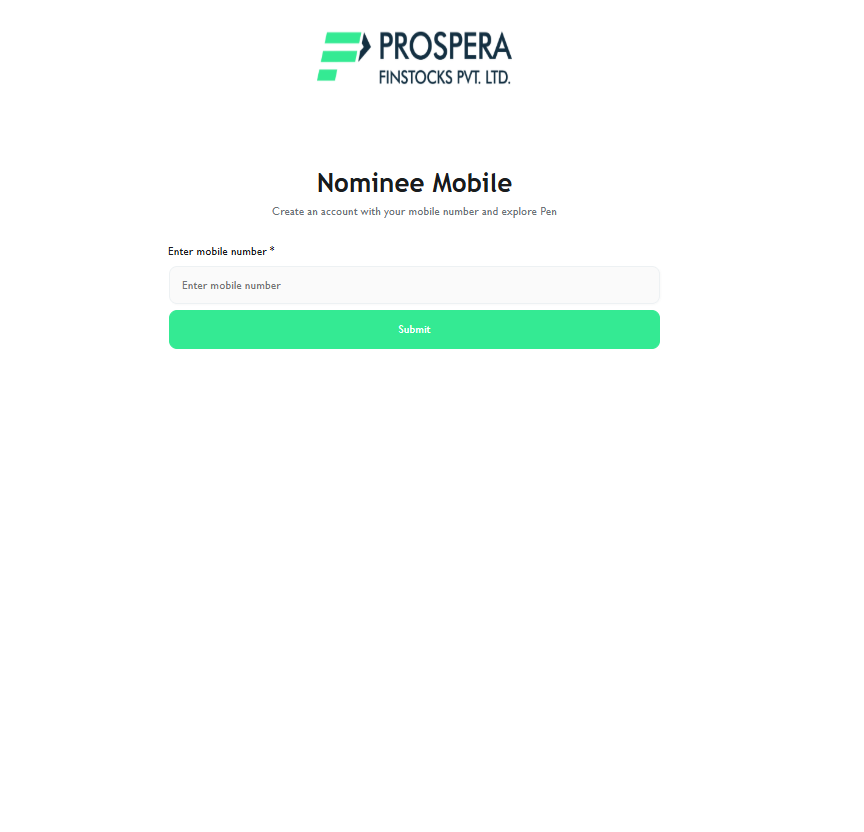 PROSPERA
FINSTOCKS PVT. LTD.
Nominee Mobile
Create an account with your mobile number and explore Pen
Enter mobile number *
Enter mobile number
Submit